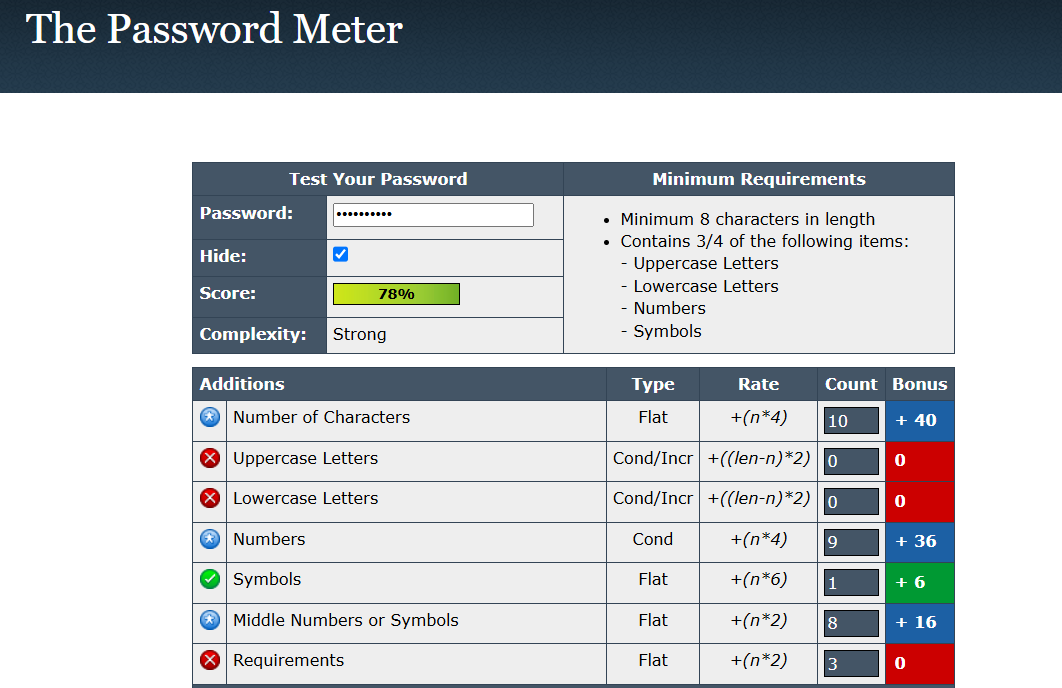 The Password Meter
Test Your Password
Minimum Requirements
Password:
••••••••••
Hide:
Score:
78%
Complexity:
Strong
• Minimum 8 characters in length
• Contains 3/4 of the following items:
- Uppercase Letters
- Lowercase Letters
- Numbers
- Symbols
Additions Type Rate Count Bonus
Number of Characters Flat +(n*4) 10 + 40
Uppercase Letters Cond/Incr +((len-n)*2) 0 0
Lowercase Letters Cond/Incr +((len-n)*2) 0 0
Numbers Cond +(n*4) 9 + 36
Symbols Flat +(n*6) 1 + 6
Middle Numbers or Symbols Flat +(n*2) 8 + 16
Requirements Flat +(n*2) 3 0